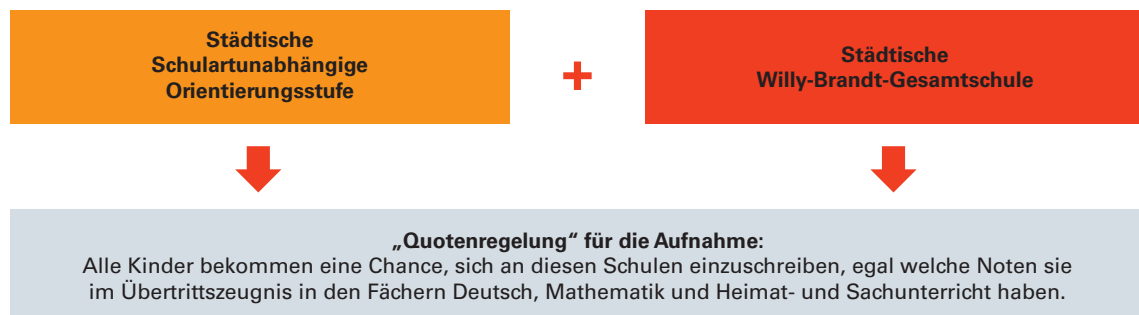 Städtische
Schulartunabhängige
Orientierungsstufe
+
Städtische
Willy-Brandt-Gesamtschule
„Quotenregelung“ für die Aufnahme:
Alle Kinder bekommen eine Chance, sich an diesen Schulen einzuschreiben, egal welche Noten sie
im Übertrittszeugnis in den Fächern Deutsch, Mathematik und Heimat- und Sachunterricht haben.